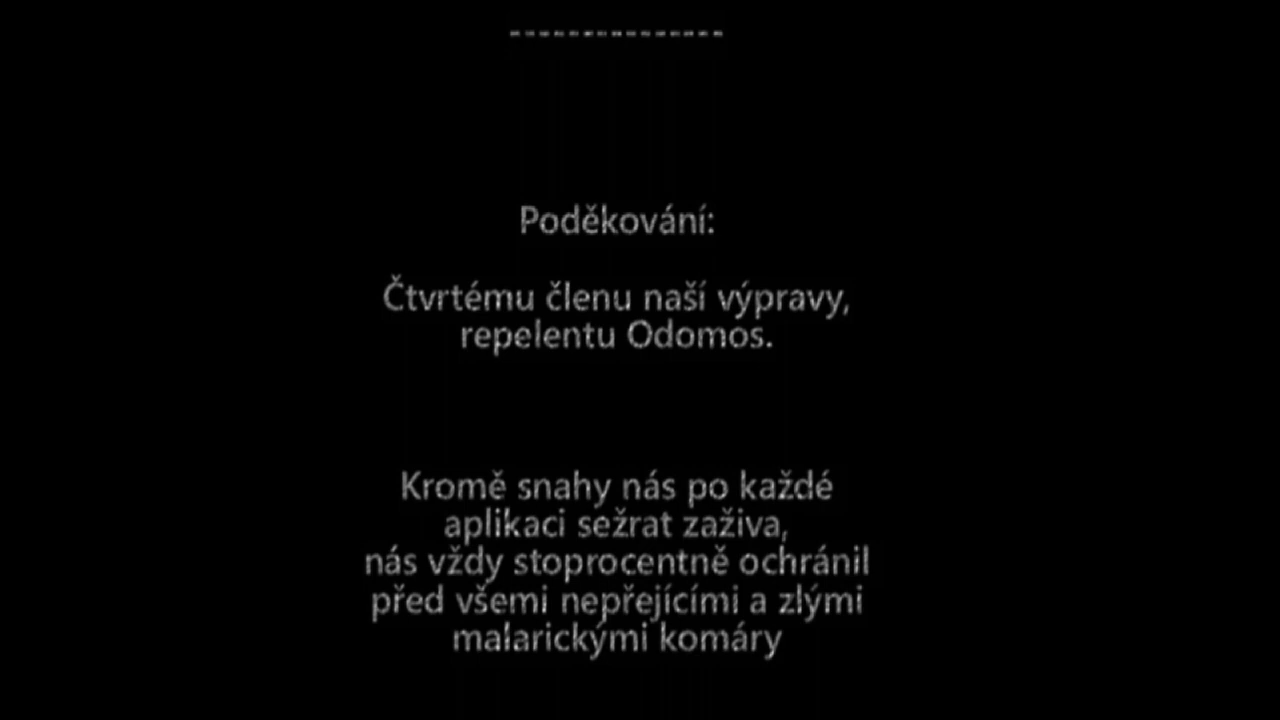 ---------------
Poděkování:
Čtvrtému členu naší výpravy,
repelentu Odomos.
Kromě snahy nás po každé
aplikaci sežrat zaživa,
nás vždy stoprocentně ochránil
před všemi nepřejícími a zlými
malarickými komáry